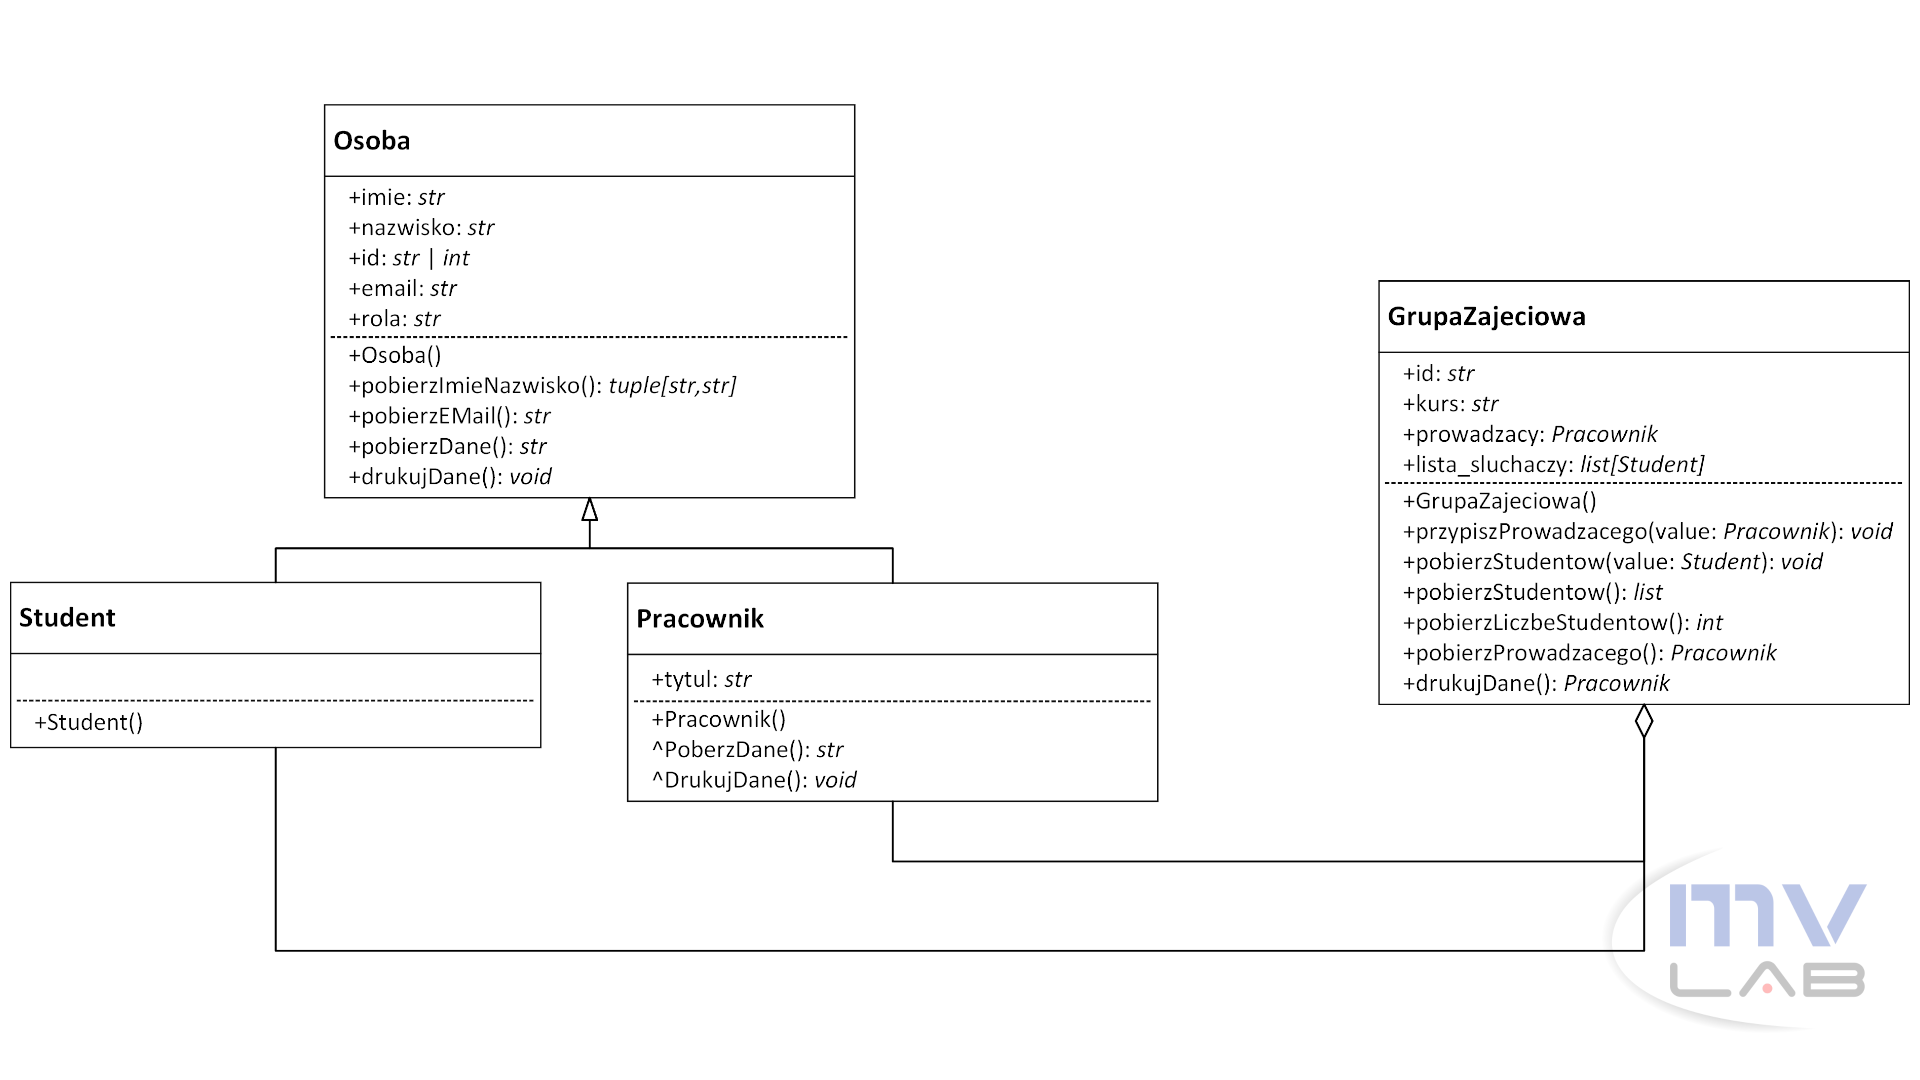 Osoba
+imie: str
+nazwisko: str
+id: str | int
+email: str
+rola: str
+Osoba()
+pobierzImieNazwisko(): tuple[str,str]
+pobierzEMail(): str
+pobierzDane(): str
+drukujDane(): void
GrupaZajeciowa
+id: str
+kurs: str
+prowadzacy: Pracownik
+lista_sluchaczy: list[Student]
+GrupaZajeciowa()
+przypiszProwadzacego(value: Pracownik): void
+pobierzStudentow(value: Student): void
+pobierzStudentow(): list
+pobierzLiczbeStudentow(): int
+pobierzProwadzacego(): Pracownik
+drukujDane(): Pracownik
Student
+Student()
Pracownik
+tytul: str
+Pracownik()
^PoberzDane(): str
^DrukujDane(): void
mv
LAB